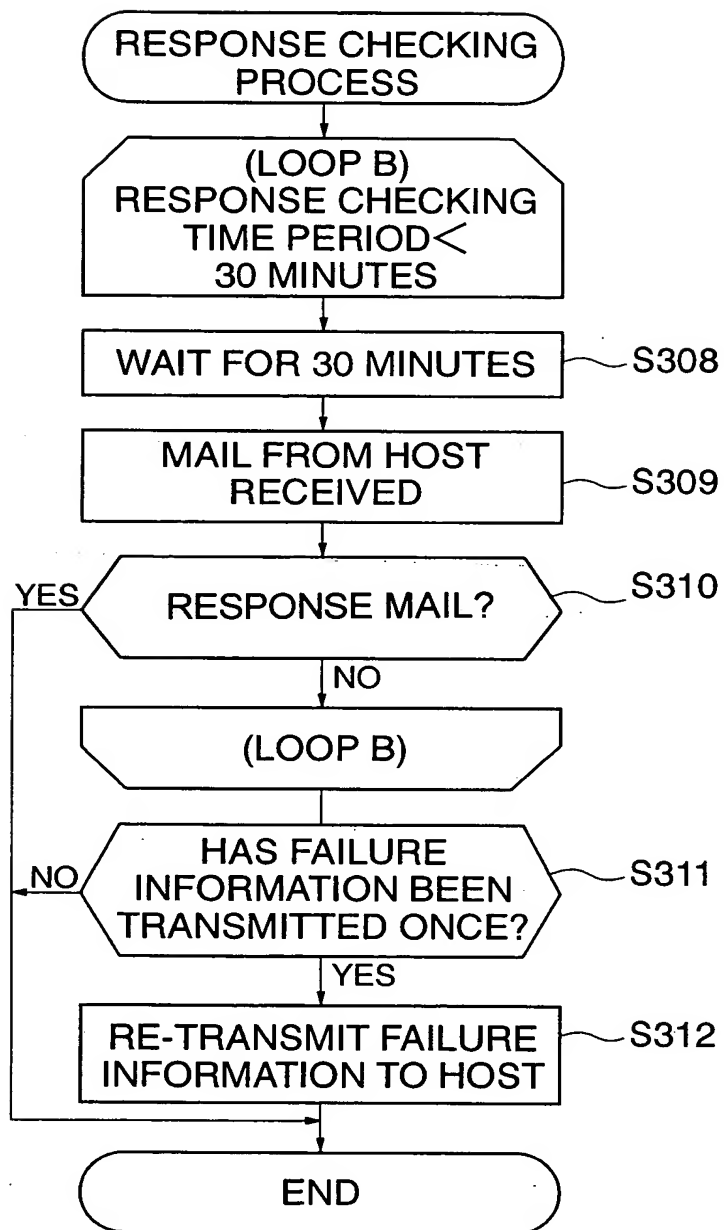 RESPONSE CHECKING
PROCESS
(LOOP B)
RESPONSE CHECKING
TIME PERIOD<
30 MINUTES
WAIT FOR 30 MINUTES
S308
MAIL FROM HOST
RECEIVED
S309
RESPONSE MAIL?
S310
YES
NO
(LOOP B)
HAS FAILURE
INFORMATION BEEN
TRANSMITTED ONCE?
S311
NO
YES
RE-TRANSMIT FAILURE
INFORMATION TO HOST
S312
END